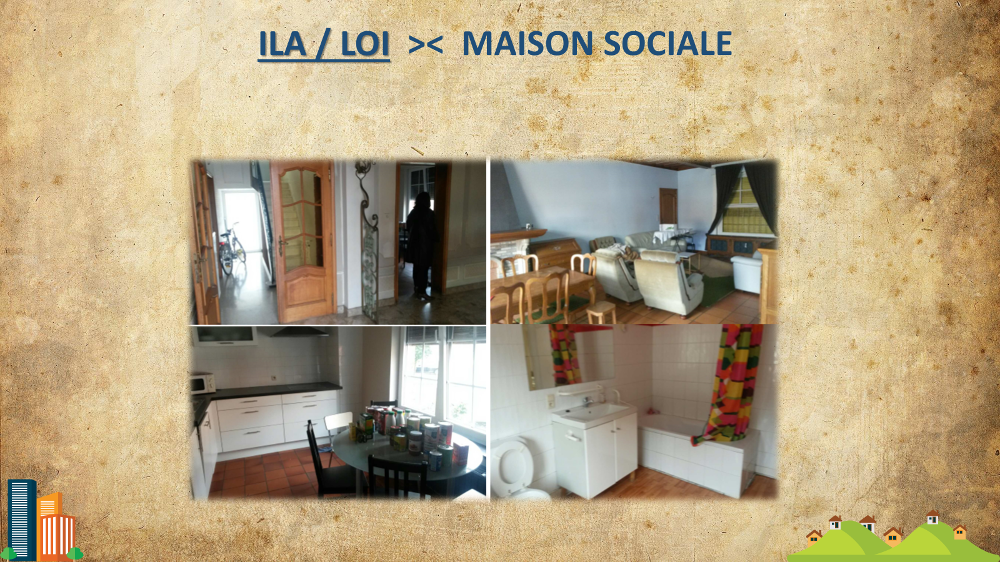 ILA / LOI >< MAISON SOCIALE